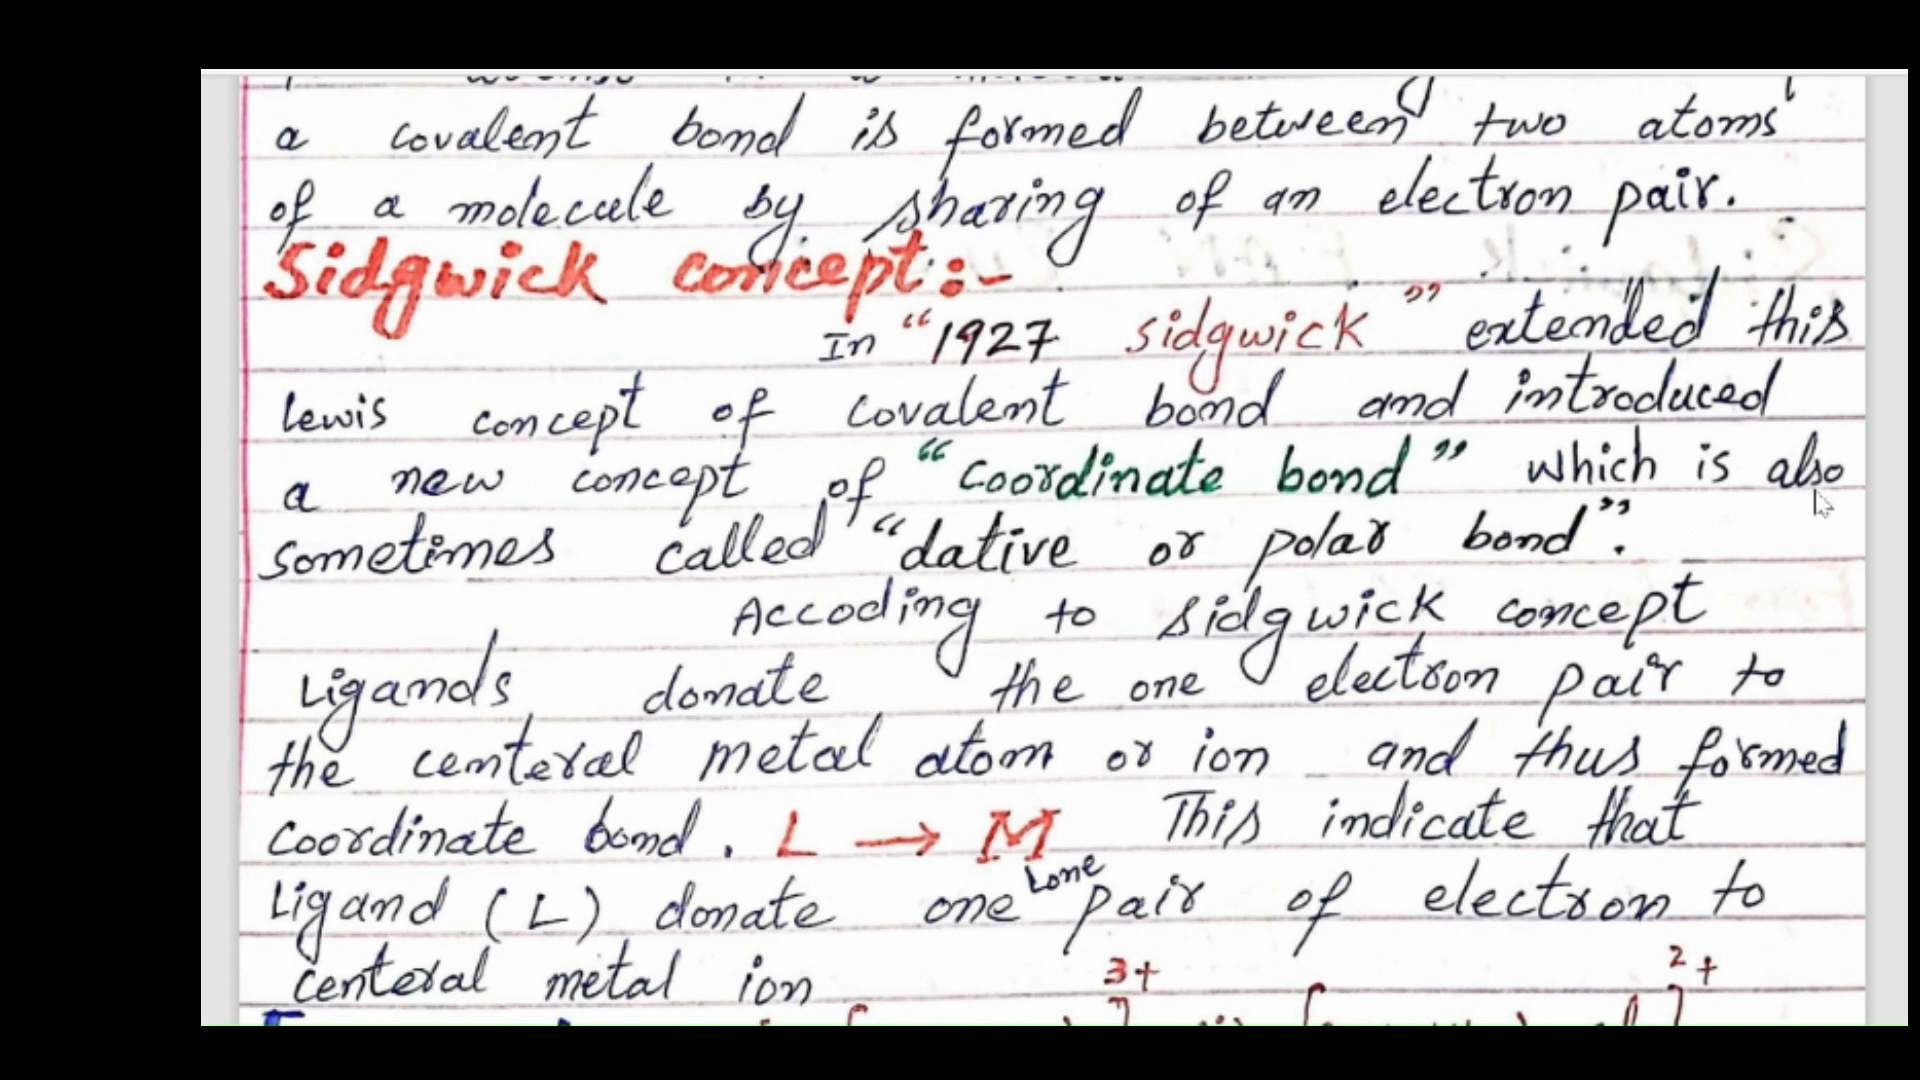 a covalent bond is formed between two atoms
of a molecule by sharing of an electron pair.
Sidgwick concept:-
In "1927 Sidgwick" extended this
Lewis concept of covalent bond and introduced
a new concept of "coordinate bond" which is also
sometimes called "dative or polar bond".
Accoding to sidgwick concept
Ligands donate the one electron pair to
the centeral metal atom or ion and thus formed
coordinate bond. L → M This indicate that
Ligand (L) donate one Lone pair of electron to
centeral metal ion
3+ 2+